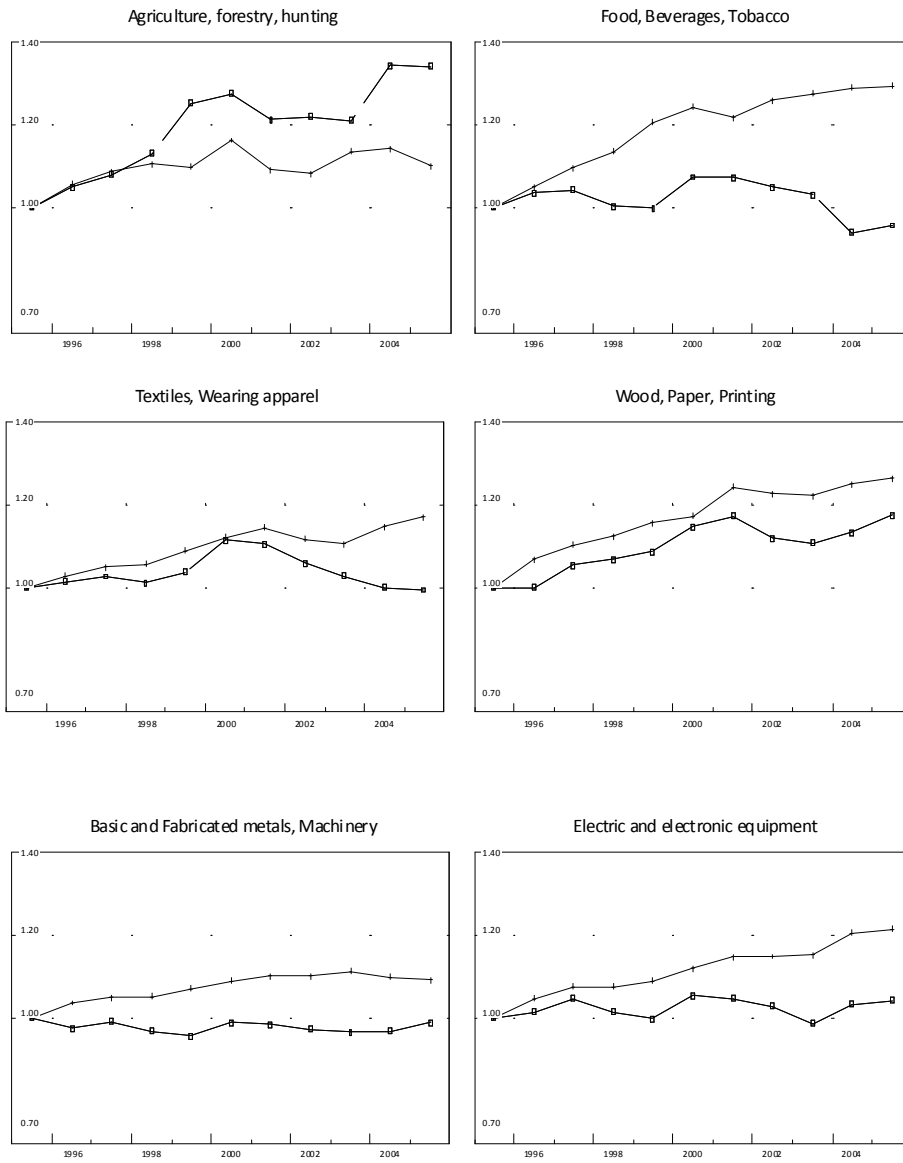 Agriculture, forestry, hunting
1.40
1.20
1.00
0.70
1996 1998 2000 2002 2004
Food, Beverages, Tobacco
1.40
1.20
1.00
0.70
1996 1998 2000 2002 2004
Textiles, Wearing apparel
1.40
1.20
1.00
0.70
1996 1998 2000 2002 2004
Wood, Paper, Printing
1.40
1.20
1.00
0.70
1996 1998 2000 2002 2004
Basic and Fabricated metals, Machinery
1.40
1.20
1.00
0.70
1996 1998 2000 2002 2004
Electric and electronic equipment
1.40
1.20
1.00
0.70
1996 1998 2000 2002 2004